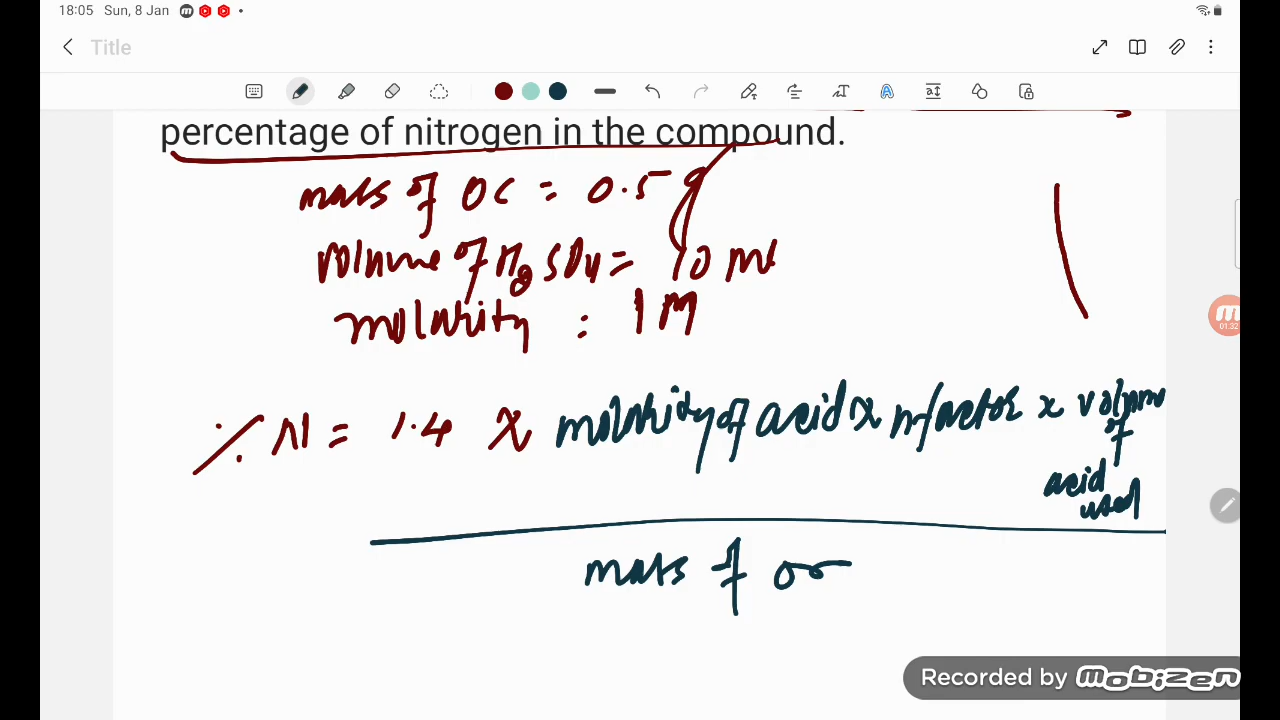 18:05 Sun, 8 Jan
Title
percentage of nitrogen in the compound.
mass of OC = 0.5 g
volume of H2SO4 = 10 ml
molarity : 1 M
01:32
% N = 1.4 x molarity of acid x n factor x volume
of
acid
used
mass of
Recorded by mobizen